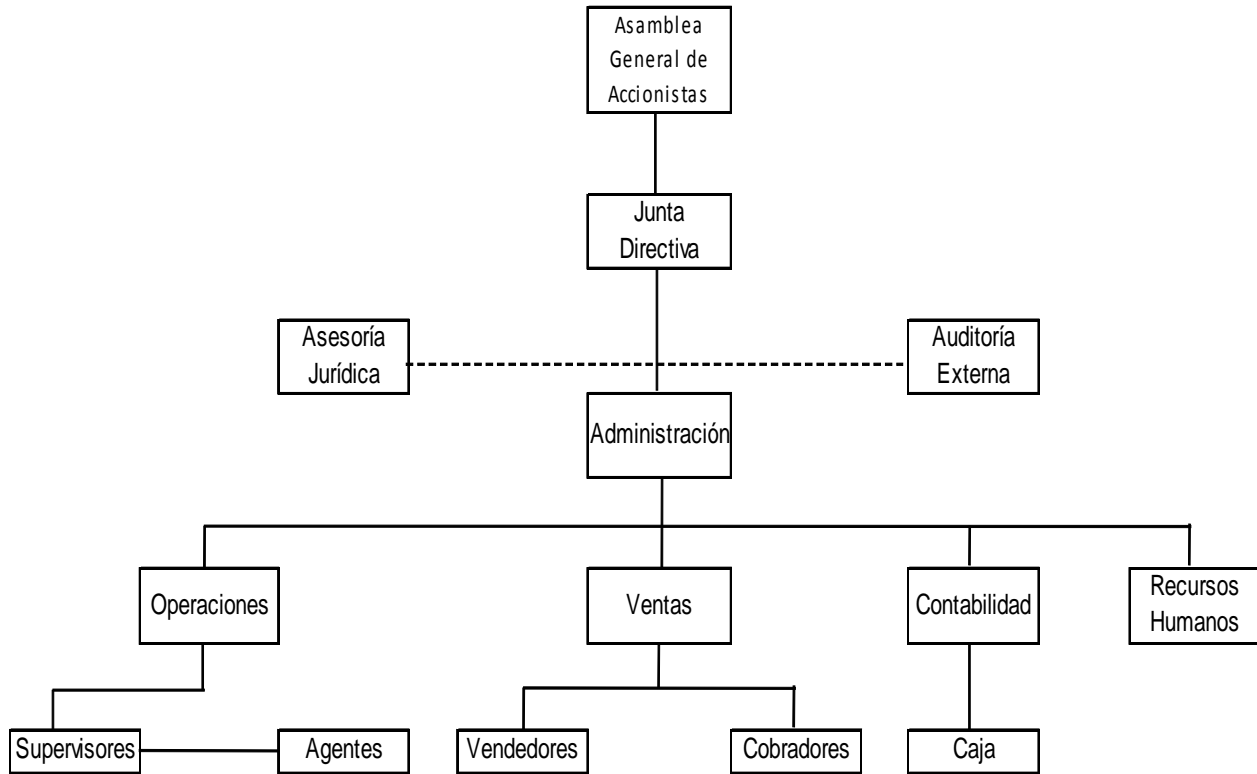 Asamblea
General de
Accionistas
Junta
Directiva
Asesoría
Jurídica
Auditoría
Externa
Administración
Operaciones
Ventas
Contabilidad
Recursos
Humanos
Supervisores
Agentes
Vendedores
Cobradores
Caja